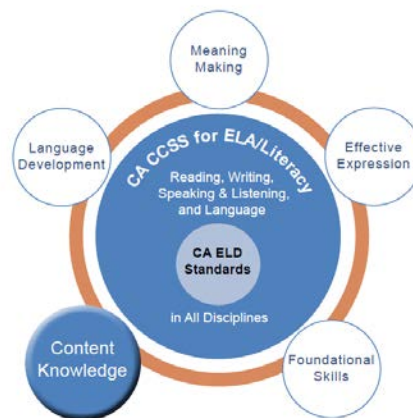 Meaning
Making
Language
Development
Effective
Expression
CA CCSS for ELA/Literacy
Reading, Writing,
Speaking & Listening,
and Language
CA ELD
Standards
in All Disciplines
Content
Knowledge
Foundational
Skills